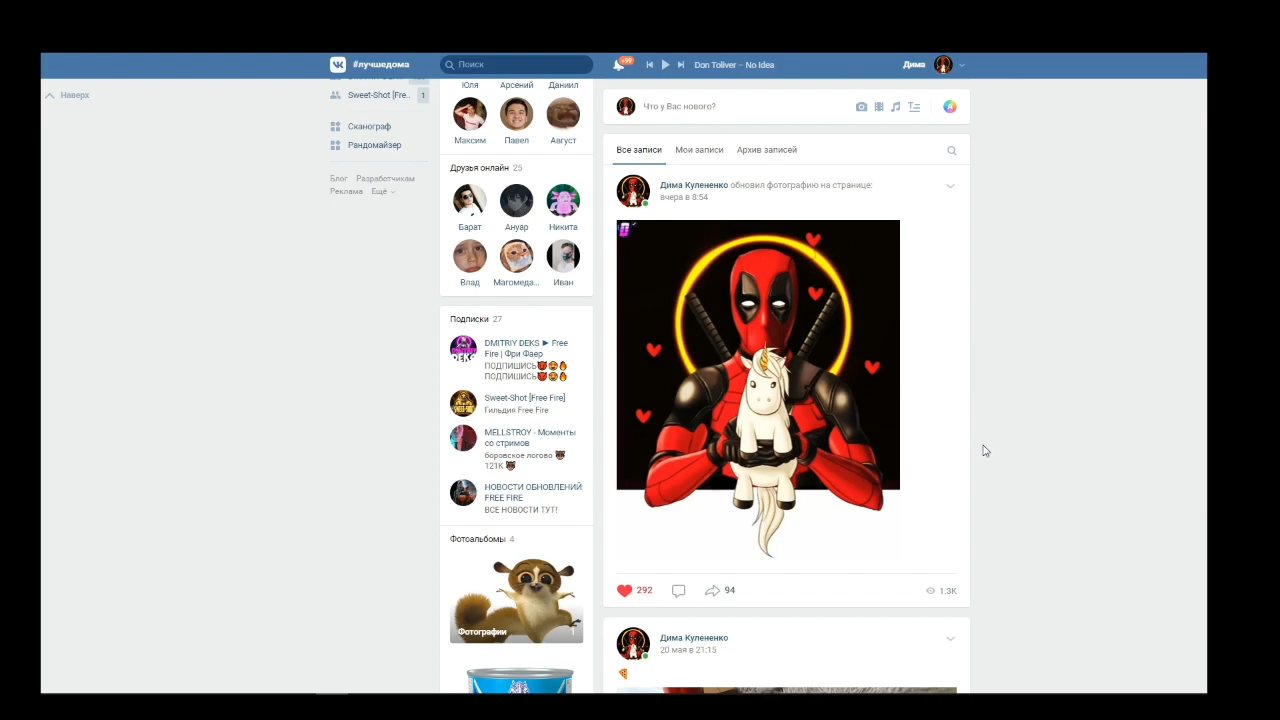 #лучшедома
Поиск
+99
Don Toliver – No Idea
Дима
Наверх
Sweet-Shot [Fre.. 1
Сканограф
Рандомайзер
Блог Разработчикам
Реклама Ещё
Юля Арсений Даниил
Максим Павел Август
Друзья онлайн 25
Барат Ануар Никита
Влад Магомеда... Иван
Подписки 27
DMITRIY DEKS ► Free
Fire | Фри Фаер
ПОДПИШИСЬ
ПОДПИШИСЬ
Sweet-Shot [Free Fire]
Гильдия Free Fire
MELLSTROY - Моменты
со стримов
боровское логово
121K
НОВОСТИ ОБНОВЛЕНИЙ
FREE FIRE
ВСЕ НОВОСТИ ТУТ!
Фотоальбомы 4
Фотографии 1
Что у Вас нового?
Все записи Мои записи Архив записей
Дима Кулененко обновил фотографию на странице:
вчера в 8:54
292 94 1.3K
Дима Кулененко
20 мая в 21:15